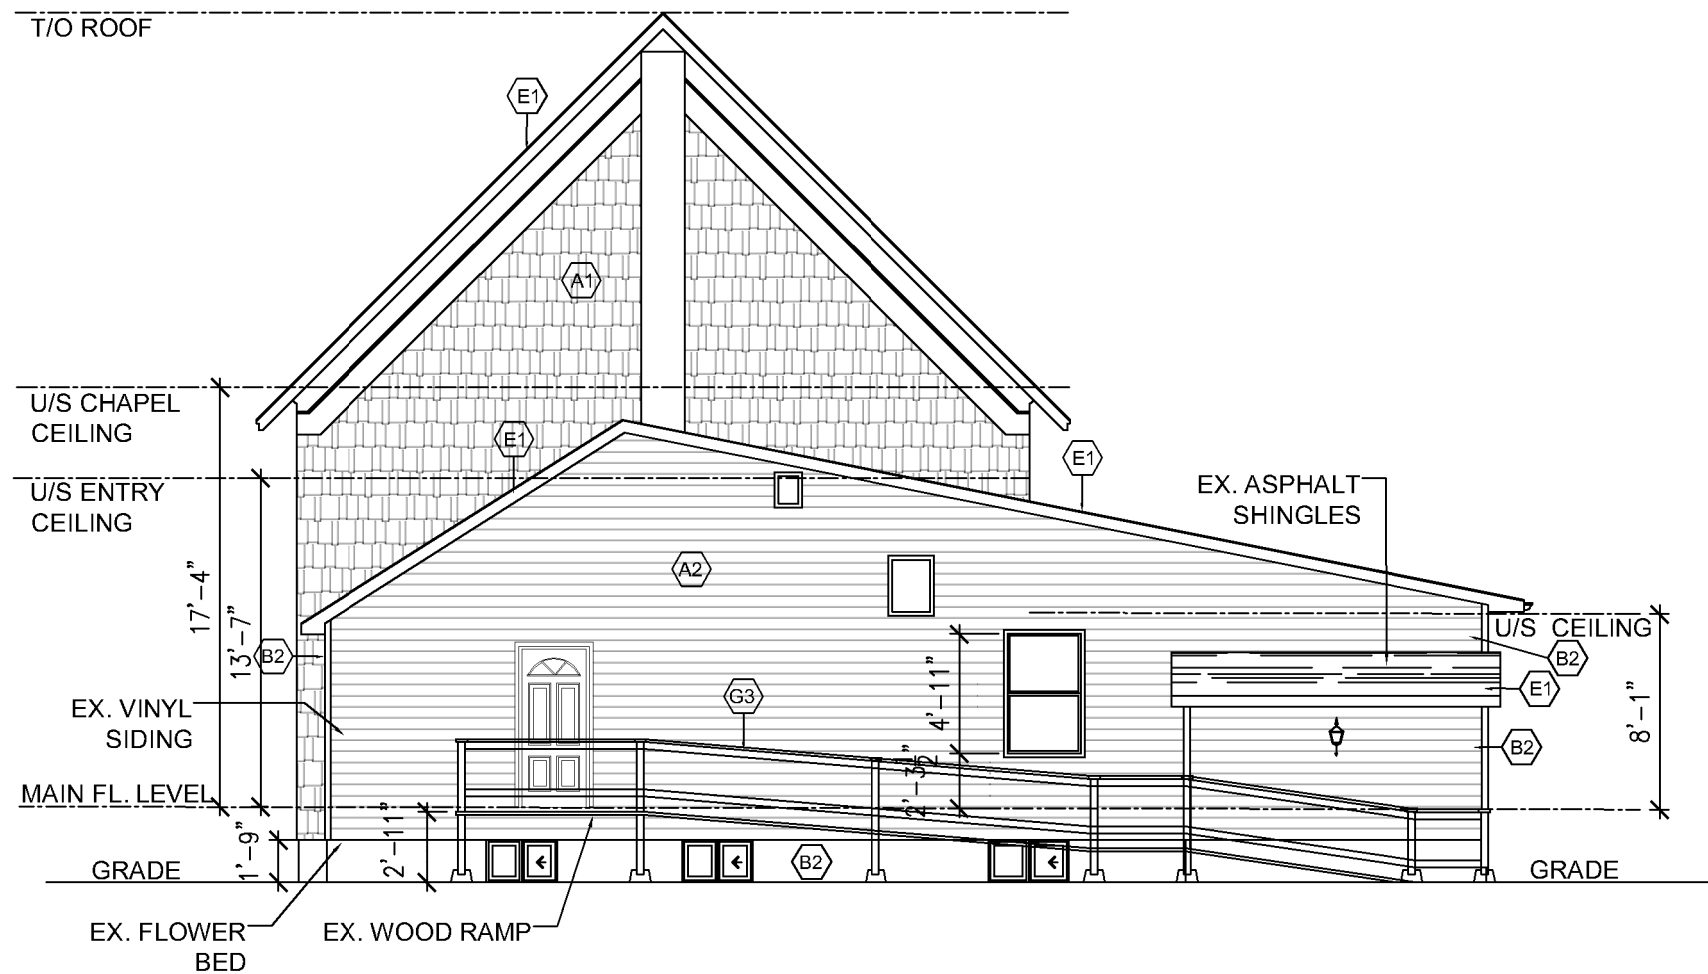 T/O ROOF
E1
A1
U/S CHAPEL
CEILING
E1
E1
U/S ENTRY
CEILING
EX. ASPHALT
SHINGLES
A2
17'-4"
13'-7"
U/S CEILING
B2
B2
E1
4'-11"
8'-1"
G3
EX. VINYL
SIDING
B2
2'-3 1/2"
MAIN FL. LEVEL
1'-9"
2'-11"
B2
GRADE
GRADE
EX. FLOWER
BED
EX. WOOD RAMP